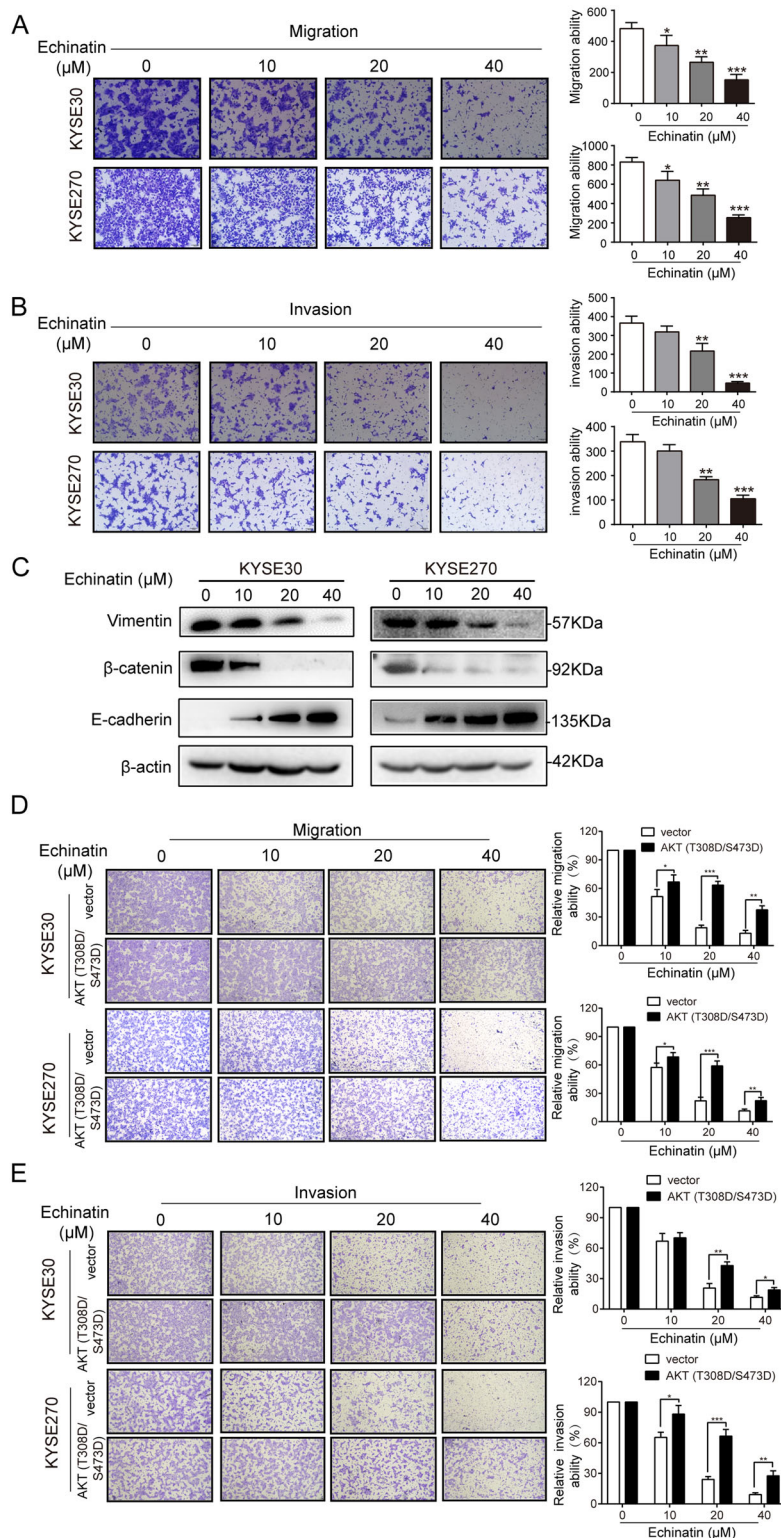 A
Migration
Echinatin
(μM)
0 10 20 40
KYSE30
KYSE270
Migration ability
600
400
200
0
* ** ***
0 10 20 40
Echinatin (μM)
Migration ability
1000
800
600
400
200
0
* ** ***
0 10 20 40
Echinatin (μM)
B
Invasion
Echinatin
(μM)
0 10 20 40
KYSE30
KYSE270
invasion ability
500
400
300
200
100
0
** ***
0 10 20 40
Echinatin (μM)
invasion ability
400
300
200
100
0
** ***
0 10 20 40
Echinatin (μM)
C
KYSE30 KYSE270
Echinatin (μM) 0 10 20 40 0 10 20 40
Vimentin -57KDa
β-catenin -92KDa
E-cadherin -135KDa
β-actin -42KDa
D
Migration
Echinatin
(μM)
0 10 20 40
KYSE30
vector
AKT (T308D/
S473D)
KYSE270
vector
AKT (T308D/
S473D)
vector
AKT (T308D/S473D)
Relative migration
ability (%)
120
90
60
30
0
* *** **
0 10 20 40
Echinatin (μM)
vector
AKT (T308D/S473D)
Relative migration
ability (%)
120
90
60
30
0
* *** **
0 10 20 40
Echinatin (μM)
E
Invasion
Echinatin
(μM)
0 10 20 40
KYSE30
vector
AKT (T308D/
S473D)
KYSE270
vector
AKT (T308D/
S473D)
vector
AKT (T308D/S473D)
Relative invasion
ability (%)
120
90
60
30
0
** *
0 10 20 40
Echinatin (μM)
vector
AKT (T308D/S473D)
Relative invasion
ability (%)
120
90
60
30
0
* *** **
0 10 20 40
Echinatin (μM)